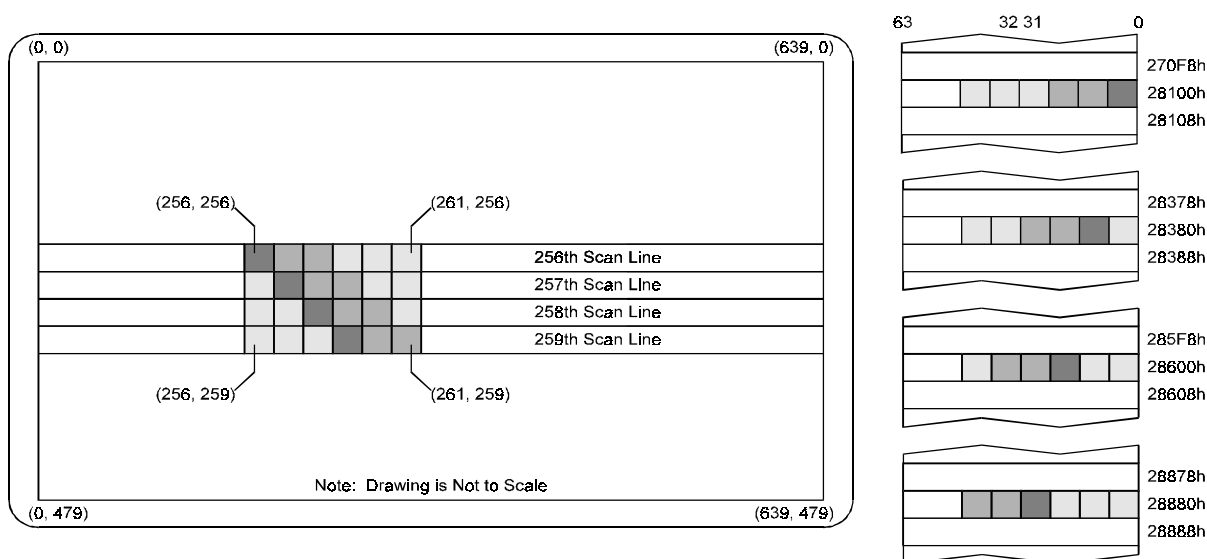 (0, 0)
(639, 0)
(256, 256)
(261, 256)
256th Scan Line
257th Scan Line
258th Scan Line
259th Scan Line
(256, 259)
(261, 259)
Note: Drawing is Not to Scale
(0, 479)
(639, 479)
63
32 31
0
270F8h
28100h
28108h
28378h
28380h
28388h
285F8h
28600h
28608h
28878h
28880h
28888h